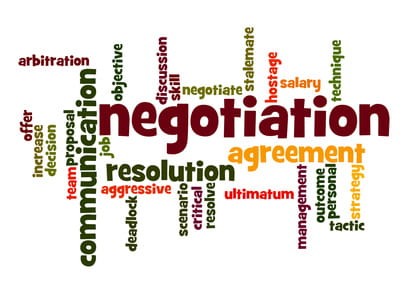 arbitration
objective
discussion
skill
negotiate
stalemate
hostage
salary
technique
negotiation
offer
increase
decision
team
proposal
communication
job
resolution
agreement
aggressive
deadlock
scenario
critical
resolve
ultimatum
management
outcome
personal
strategy
tactic